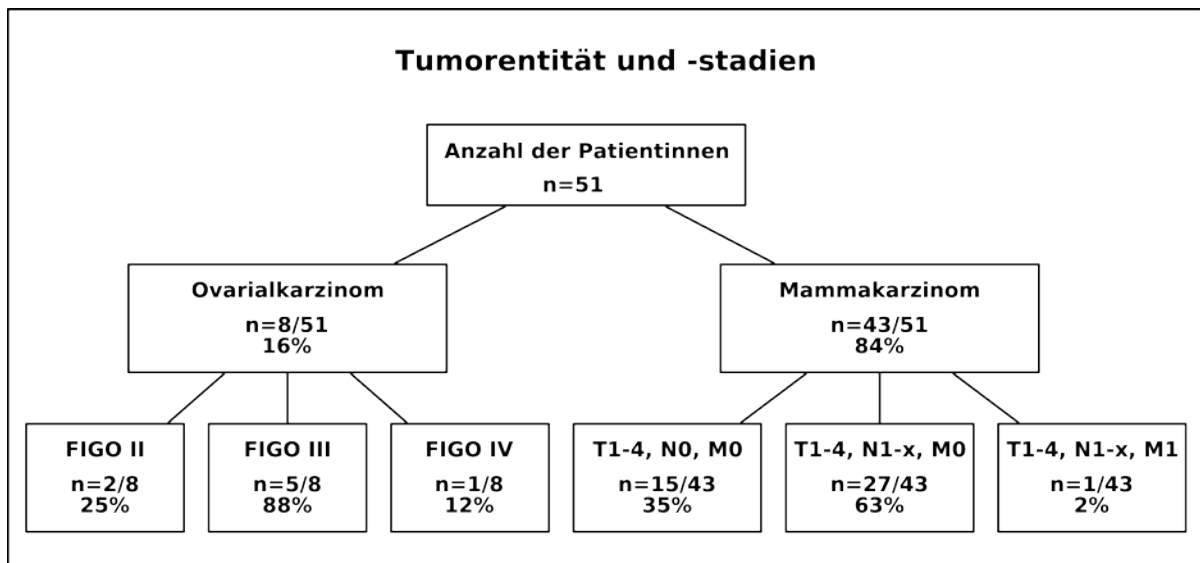 Tumorentität und -stadien
Anzahl der Patientinnen
n=51
Ovarialkarzinom
n=8/51
16%
Mammakarzinom
n=43/51
84%
FIGO II
n=2/8
25%
FIGO III
n=5/8
88%
FIGO IV
n=1/8
12%
T1-4, N0, M0
n=15/43
35%
T1-4, N1-x, M0
n=27/43
63%
T1-4, N1-x, M1
n=1/43
2%